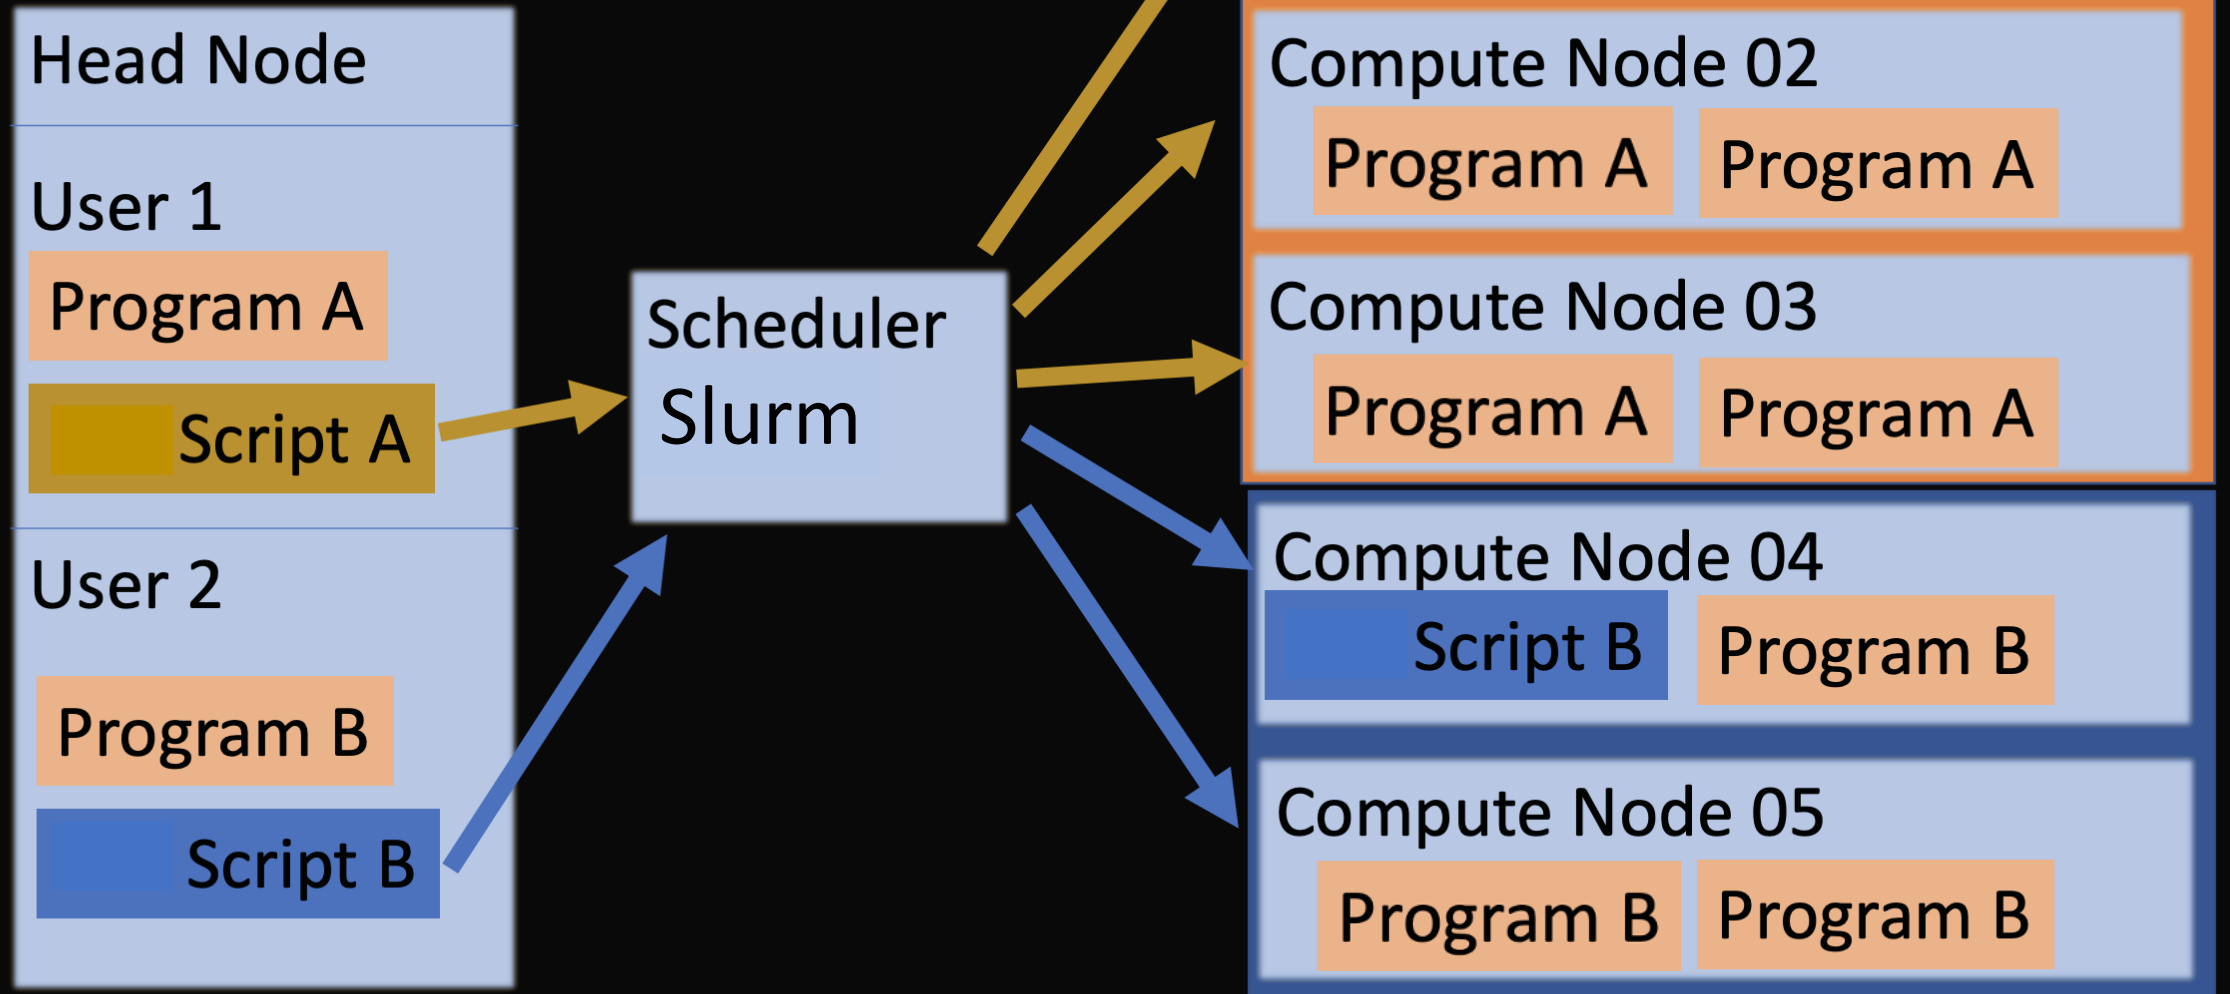 Head Node
User 1
Program A
Script A
User 2
Program B
Script B
Scheduler
Slurm
Compute Node 02
Program A Program A
Compute Node 03
Program A Program A
Compute Node 04
Script B Program B
Compute Node 05
Program B Program B